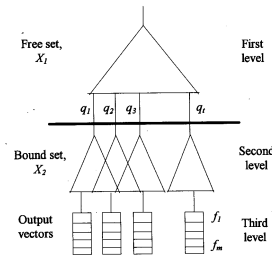 Free set, X1
First level
q1 q2 q3 qt
Bound set, X2
Second level
Output vectors
f1
fm
Third level